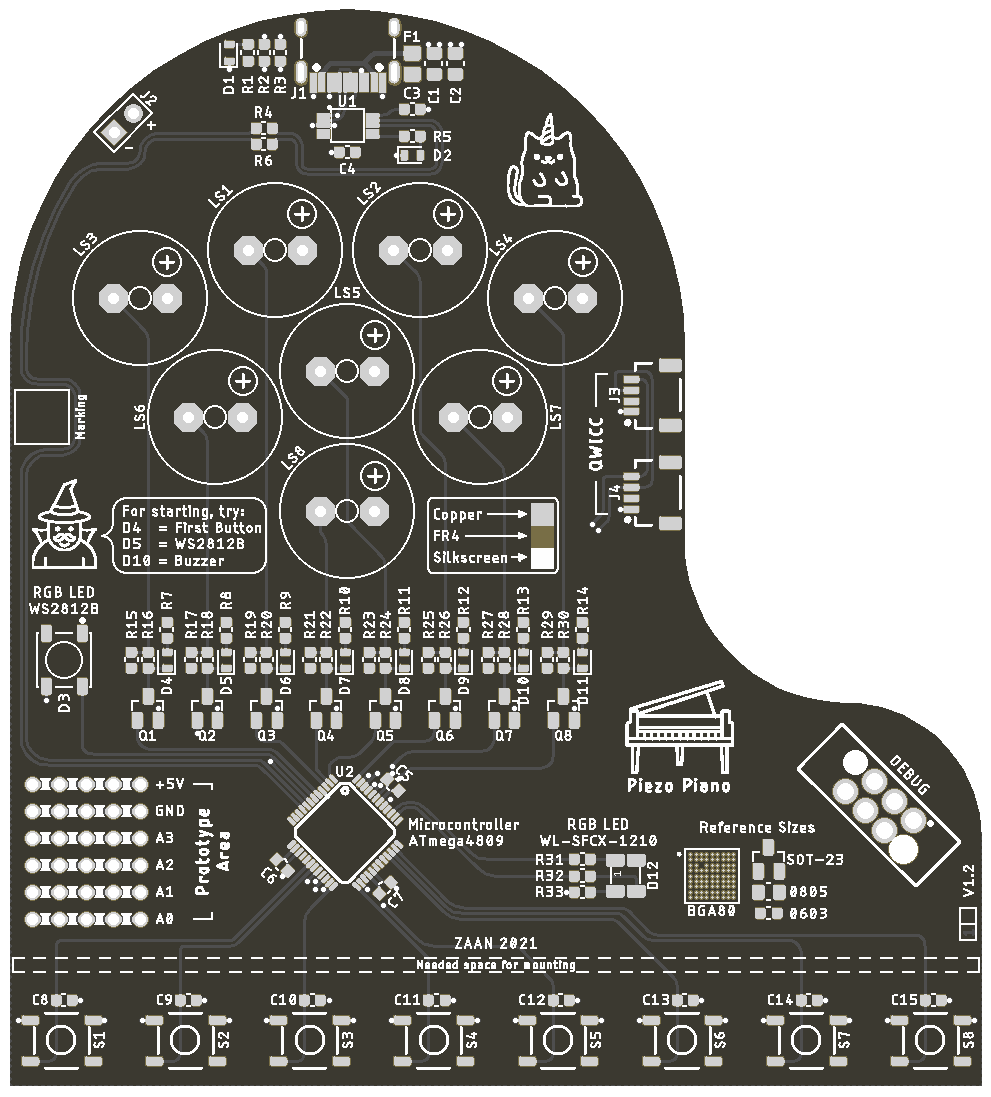 F1
D1 R1 R2 R3 J1 C1 C2
J2 U1 C3
+
R4
R5
−
R6
C4
D2
LS1 LS2
LS3 LS4
+ + + +
LS5
+
J3
+ +
Marking LS6 LS7 QWICC
LS8
+
J4
For starting, try:
D4 = First Button
D5 = WS2812B
D10 = Buzzer
Copper
FR4
Silkscreen
RGB LED
WS2812B
R15 R16 R7 R17 R18 R8 R19 R20 R9 R21 R22 R10 R23 R24 R11 R25 R26 R12 R27 R28 R13 R29 R30 R14
D3 D4 D5 D6 D7 D8 D9 D10 D11
Q1 Q2 Q3 Q4 Q5 Q6 Q7 Q8
Piezo Piano
DEBUG
U2
C5
+5V
GND
A3
A2
A1
A0
Prototype
Area
C6
C7
Microcontroller
ATmega4809
RGB LED
WL-SFCX-1210
R31
R32
R33
1
D12
Reference Sizes
SOT-23
0805
0603
BGA80
V1.2
ZAAN 2021
Needed space for mounting
C8 C9 C10 C11 C12 C13 C14 C15
S1 S2 S3 S4 S5 S6 S7 S8